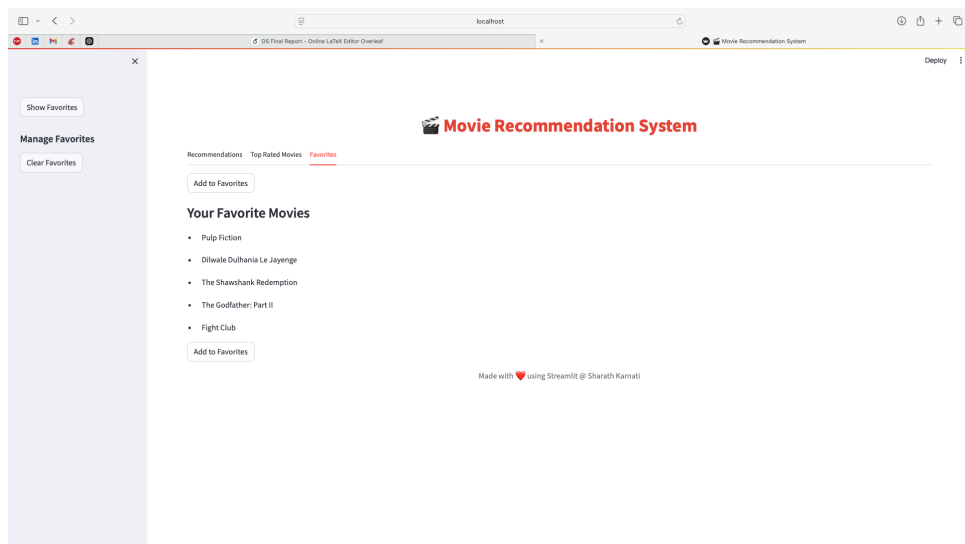 localhost
DS Final Report - Online LaTeX Editor Overleaf
Movie Recommendation System
Deploy
Show Favorites
Manage Favorites
Clear Favorites
Movie Recommendation System
Recommendations Top Rated Movies Favorites
Add to Favorites
Your Favorite Movies
Pulp Fiction
Dilwale Dulhania Le Jayenge
The Shawshank Redemption
The Godfather: Part II
Fight Club
Add to Favorites
Made with ❤️ using Streamlit @ Sharath Karnati